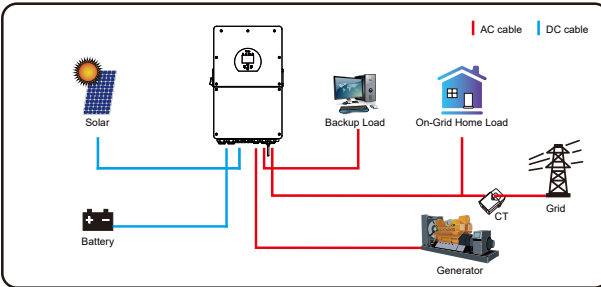 AC cable
DC cable
Solar
Backup Load
On-Grid Home Load
CT
Grid
Battery
Generator